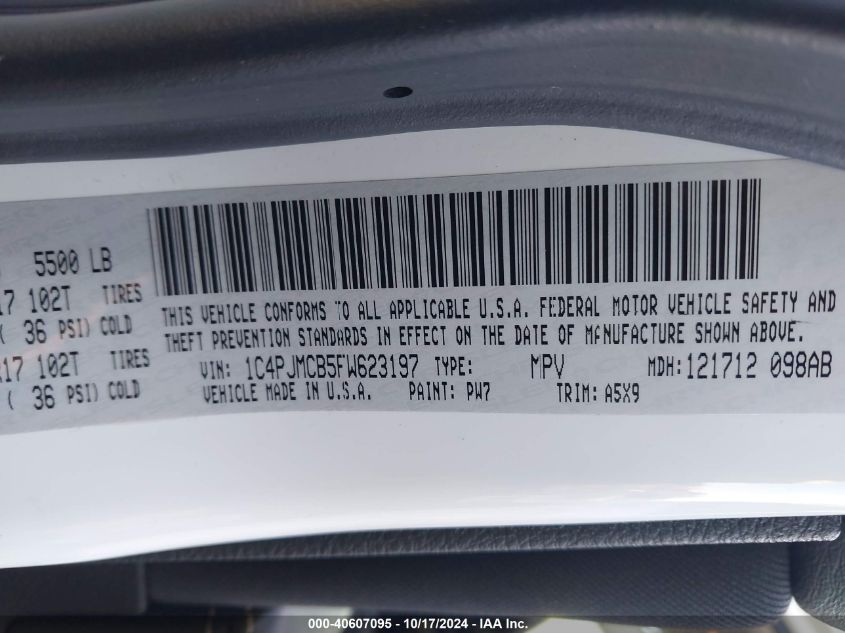 5500 LB
17 102T TIRES
( 36 PSI) COLD
R17 102T TIRES
( 36 PSI) COLD
THIS VEHICLE CONFORMS TO ALL APPLICABLE U.S.A. FEDERAL MOTOR VEHICLE SAFETY AND
THEFT PREVENTION STANDARDS IN EFFECT ON THE DATE OF MANUFACTURE SHOWN ABOVE.
VIN: 1C4PJMCB5FW623197 TYPE: MPV MDH: 121712 098AB
VEHICLE MADE IN U.S.A. PAINT: PW7 TRIM: A5X9
000-40607095 - 10/17/2024 - IAA Inc.